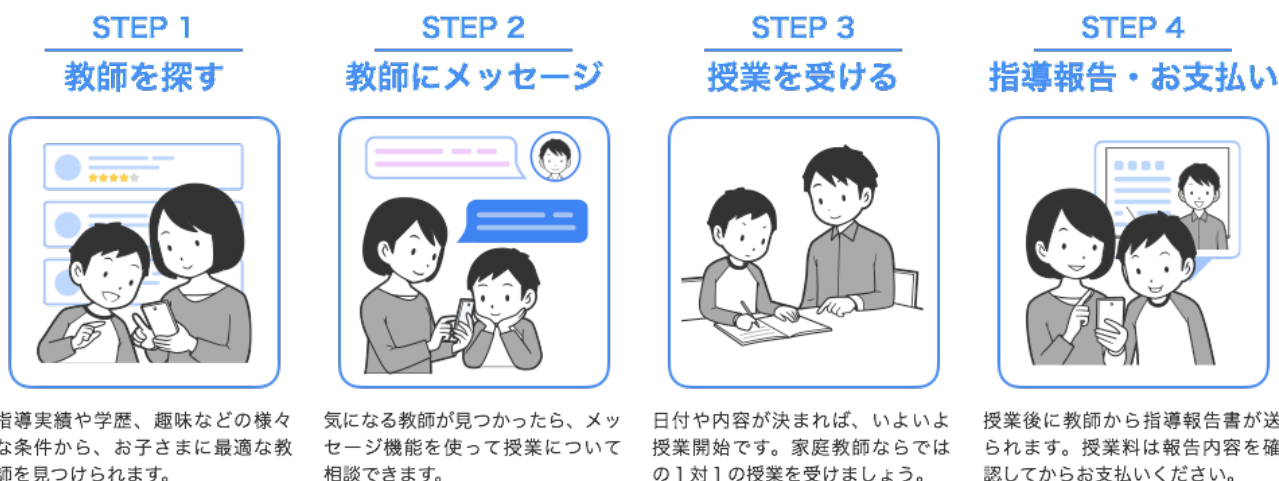 STEP 1
教師を探す
指導実績や学歴、趣味などの様々
な条件から、お子さまに最適な教
師を見つけられます。
STEP 2
教師にメッセージ
気になる教師が見つかったら、メッ
セージ機能を使って授業について
相談できます。
STEP 3
授業を受ける
日付や内容が決まれば、いよいよ
授業開始です。家庭教師ならでは
の1対1の授業を受けましょう。
STEP 4
指導報告・お支払い
授業後に教師から指導報告書が送
られます。授業料は報告内容を確
認してからお支払いください。